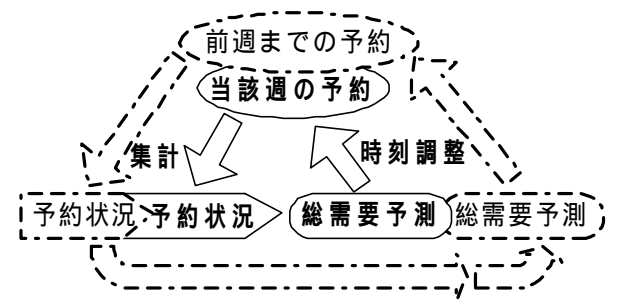 前週までの予約
当該週の予約
集計
時刻調整
予約状況
予約状況
総需要予測
総需要予測